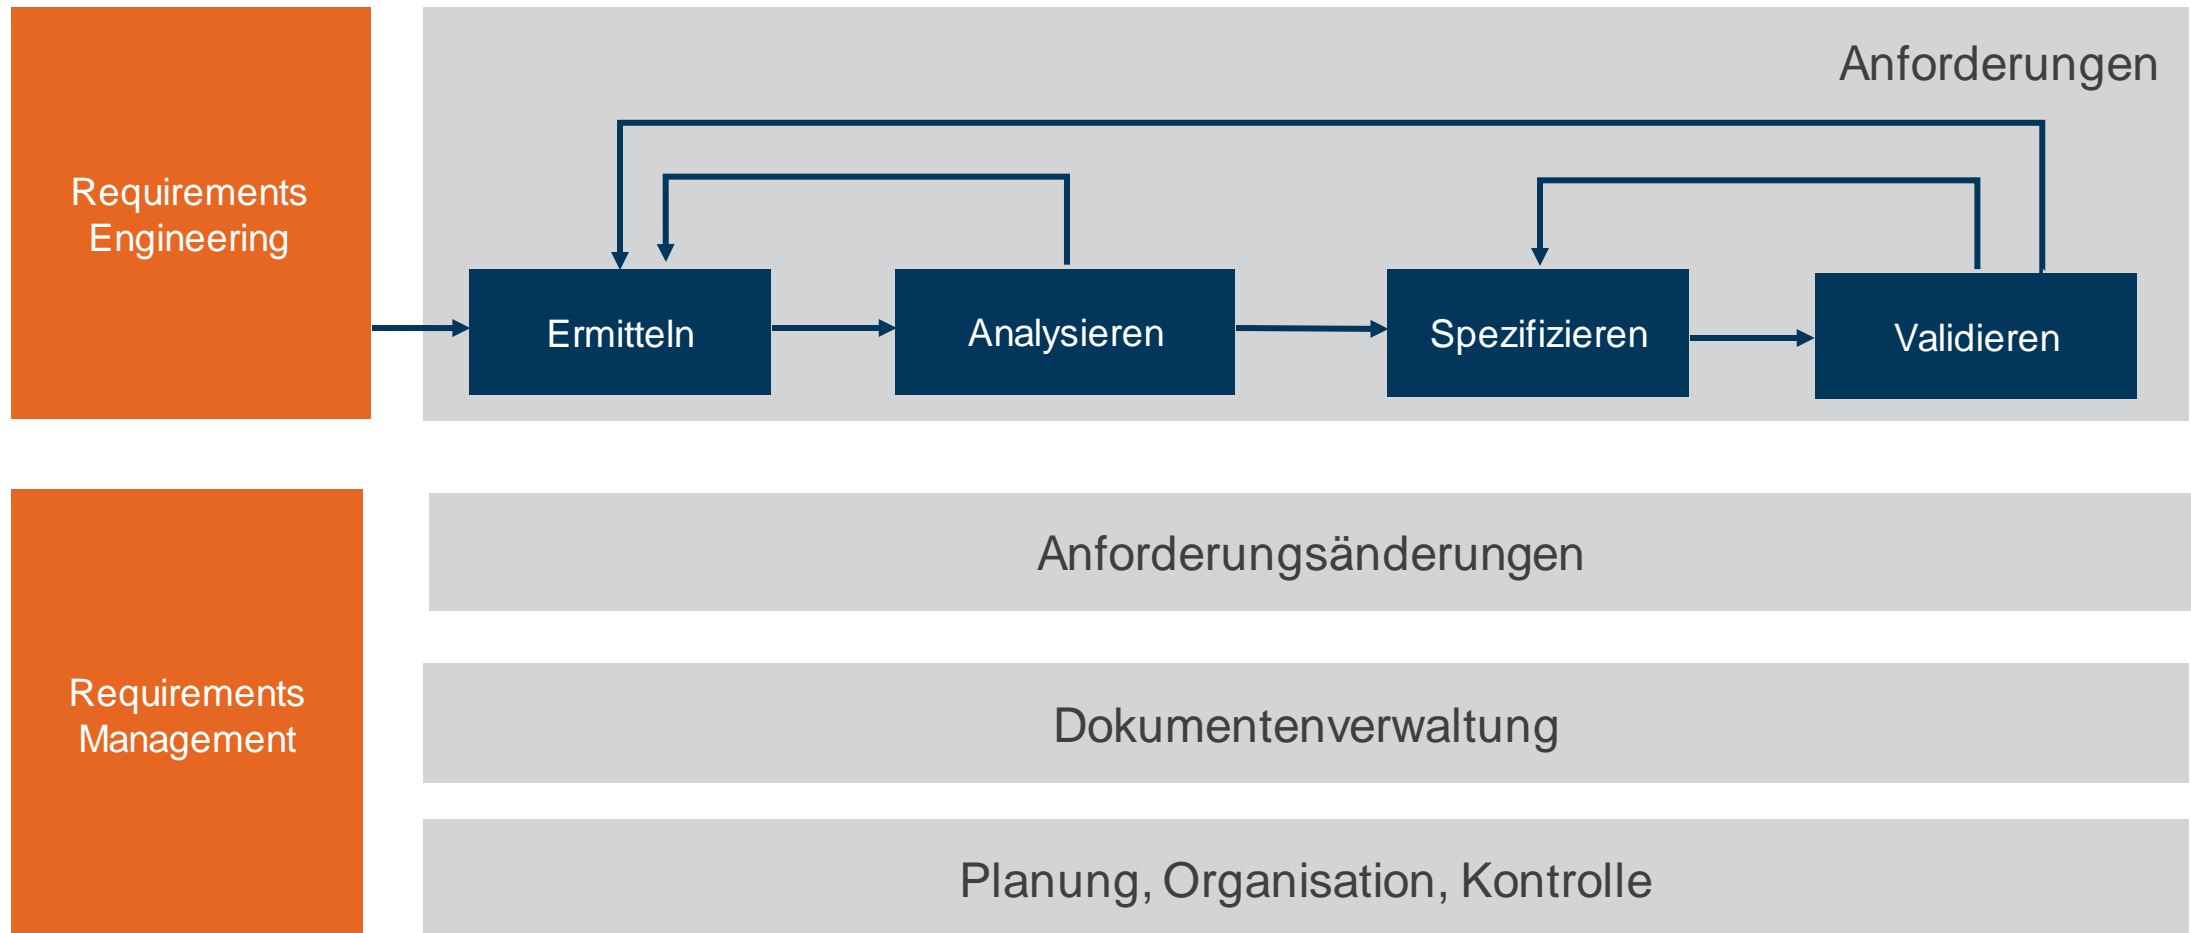 Anforderungen
Requirements
Engineering
Ermitteln
Analysieren
Spezifizieren
Validieren
Requirements
Management
Anforderungsänderungen
Dokumentenverwaltung
Planung, Organisation, Kontrolle